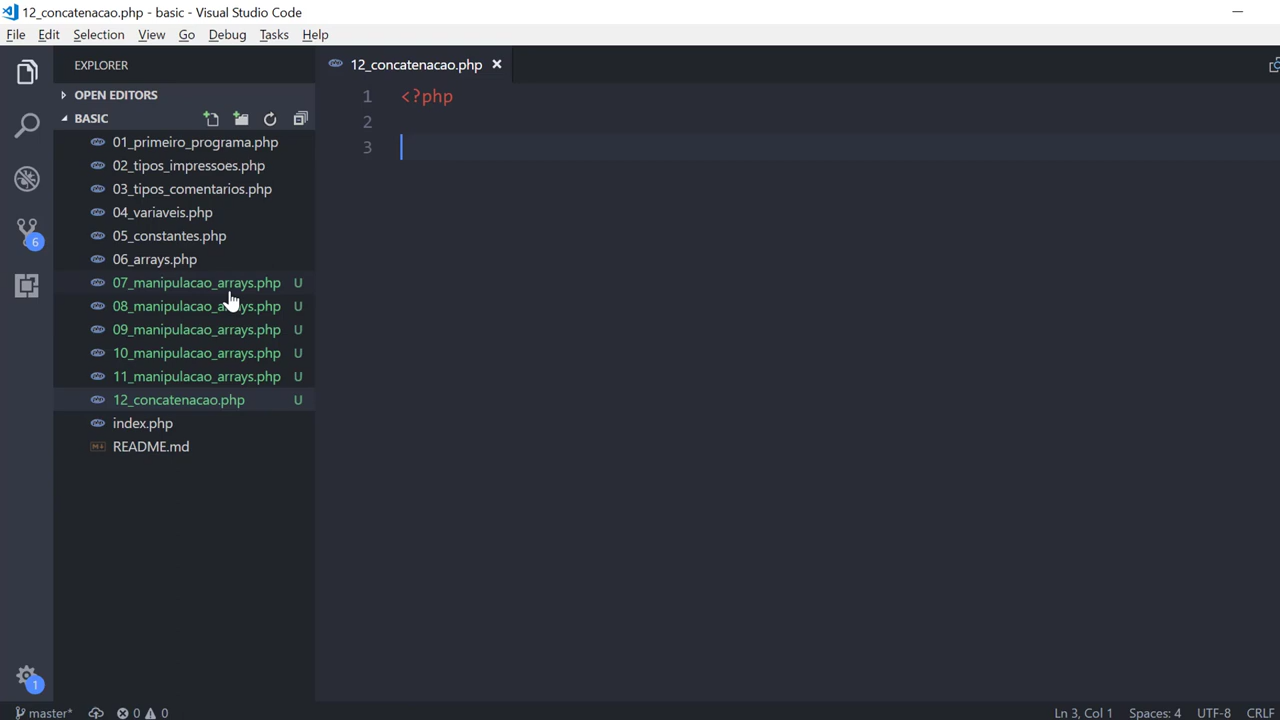 12_concatenacao.php - basic - Visual Studio Code
File Edit Selection View Go Debug Tasks Help
EXPLORER
12_concatenacao.php
OPEN EDITORS
BASIC
01_primeiro_programa.php
02_tipos_impressoes.php
03_tipos_comentarios.php
04_variaveis.php
05_constantes.php
06_arrays.php
07_manipulacao_arrays.php U
08_manipulacao_arrays.php U
09_manipulacao_arrays.php U
10_manipulacao_arrays.php U
11_manipulacao_arrays.php U
12_concatenacao.php U
index.php
README.md
1 <?php
2
3
6
1
master* 0 0 Ln 3, Col 1 Spaces: 4 UTF-8 CRLF